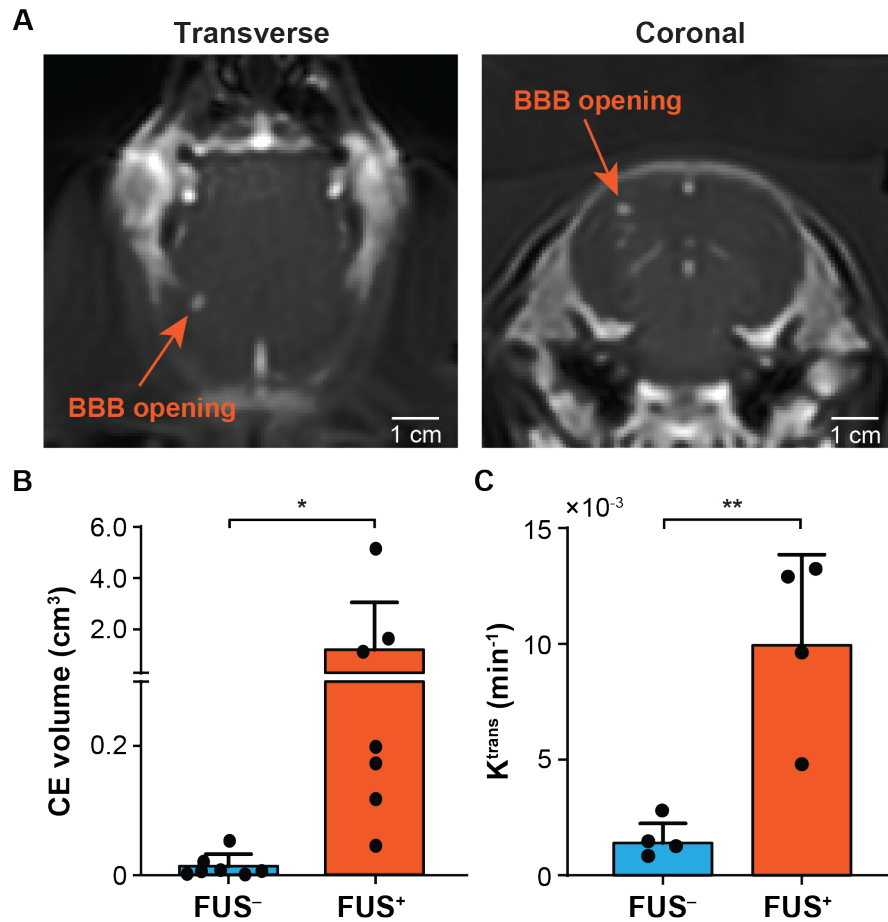 A
Transverse
Coronal
BBB opening
BBB opening
1 cm
1 cm
B
*
6.0
4.0
2.0
0.2
0
CE volume (cm³)
FUS⁻
FUS⁺
C
×10⁻³
**
15
10
5
0
Kᵗʳᵃⁿˢ (min⁻¹)
FUS⁻
FUS⁺